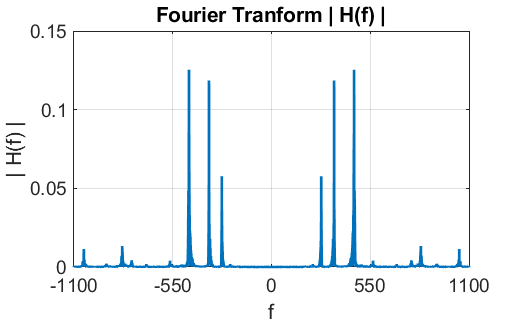 Fourier Tranform | H(f) |
0.15
0.1
0.05
0
-1100 -550 0 550 1100
| H(f) |
f